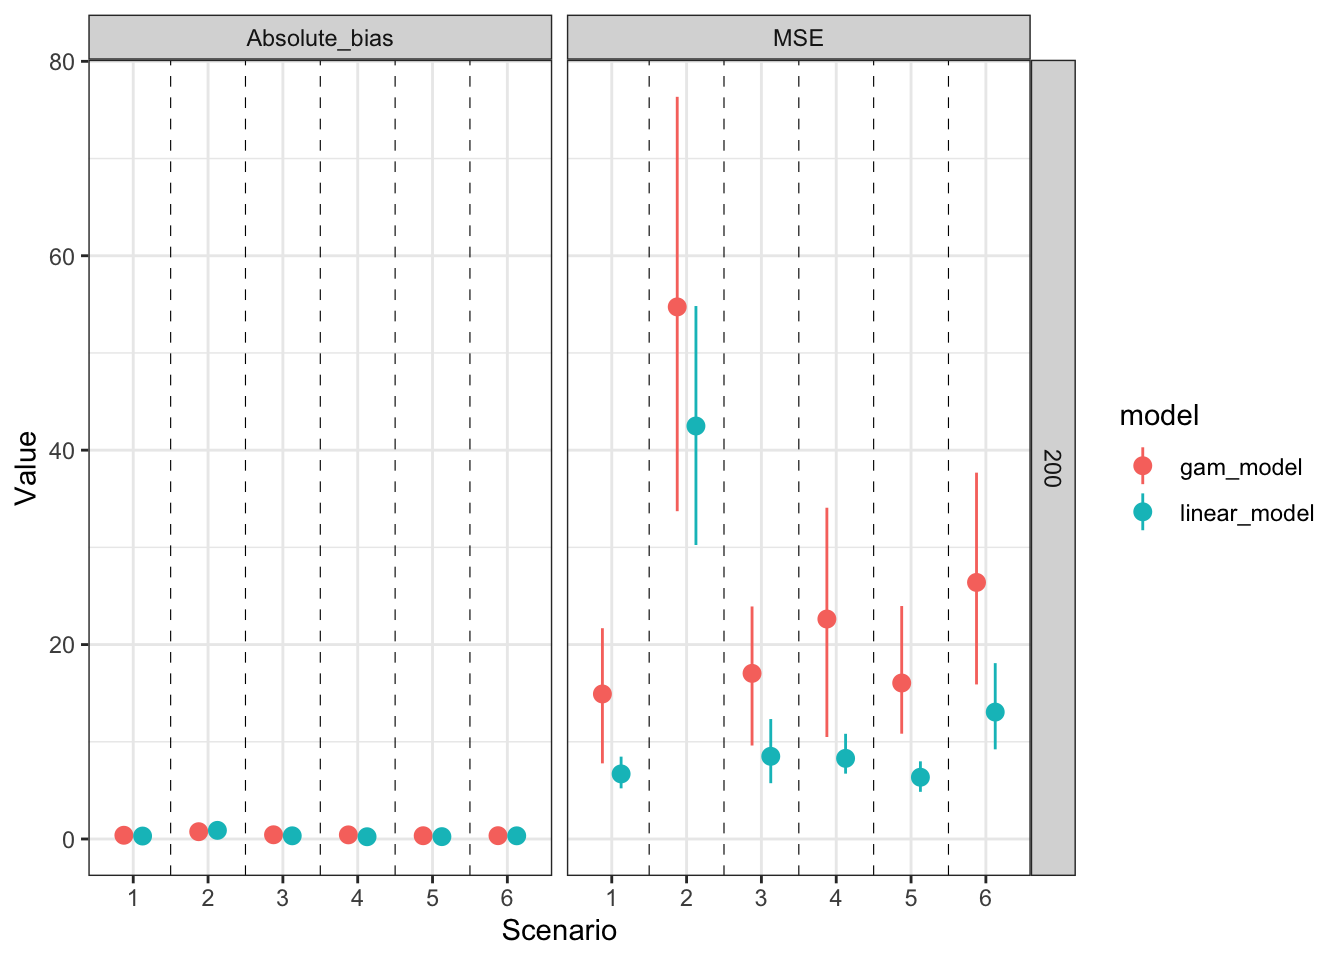 Absolute_bias MSE
80
60
40
20
0
Value
200
1 2 3 4 5 6 1 2 3 4 5 6
Scenario
model
gam_model
linear_model